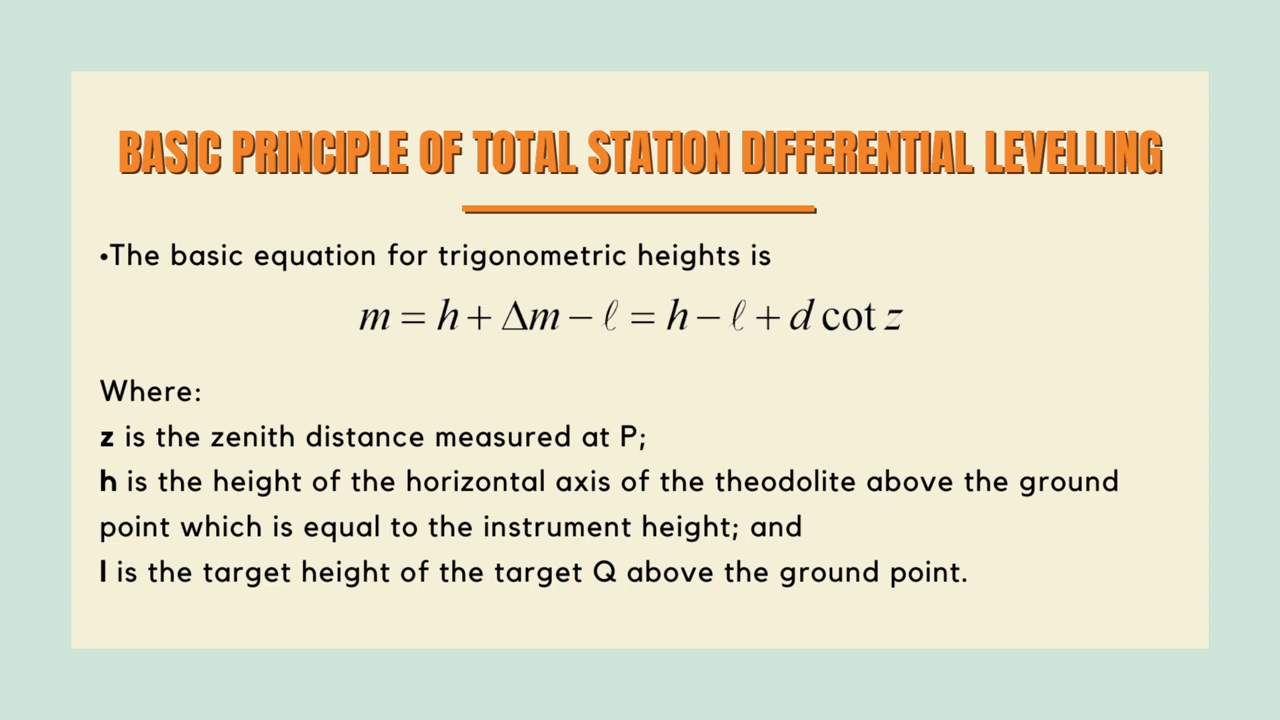 BASIC PRINCIPLE OF TOTAL STATION DIFFERENTIAL LEVELLING
•The basic equation for trigonometric heights is
m = h + Δm − ℓ = h − ℓ + d cot z
Where:
z is the zenith distance measured at P;
h is the height of the horizontal axis of the theodolite above the ground
point which is equal to the instrument height; and
l is the target height of the target Q above the ground point.